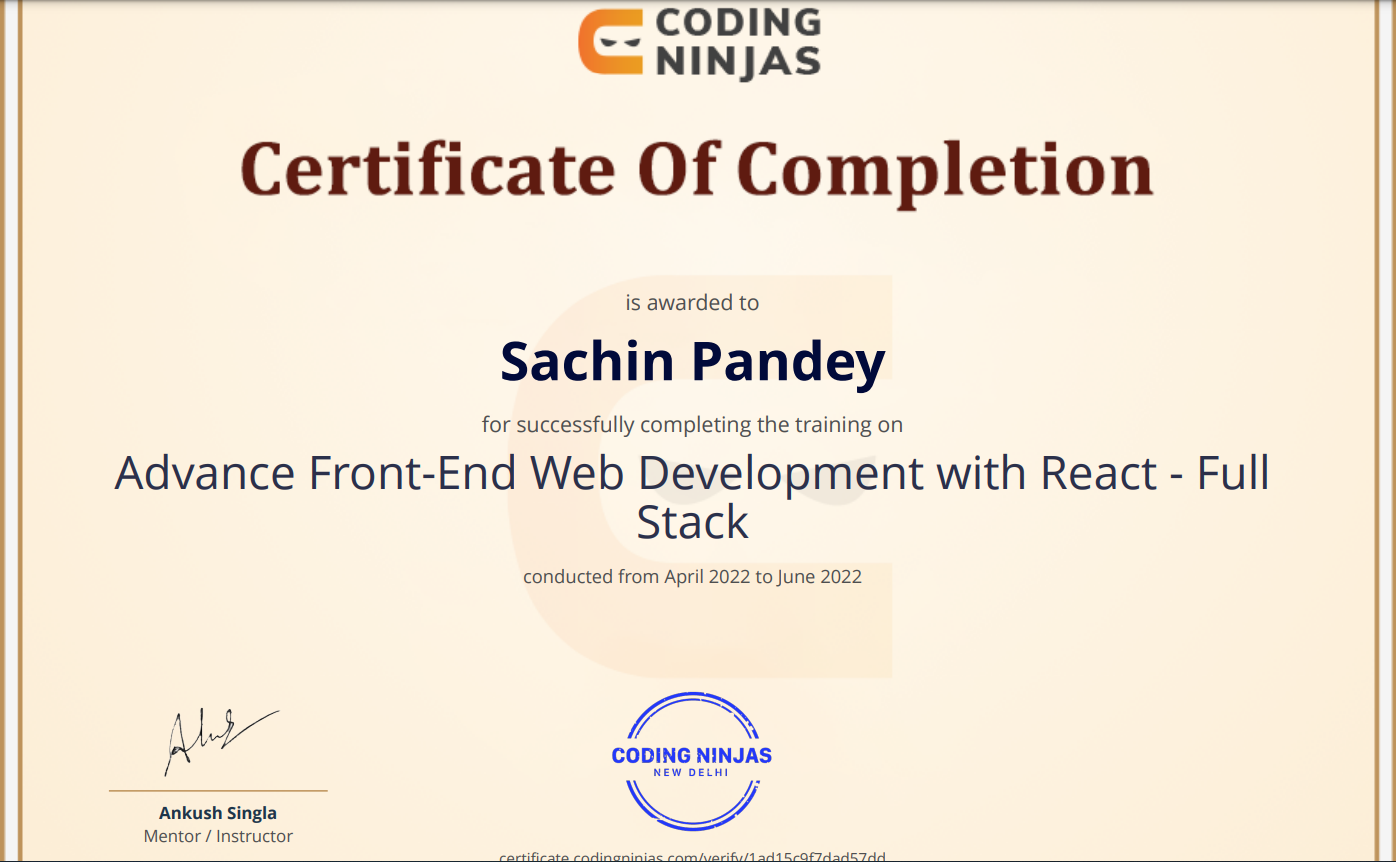 CODING
NINJAS
Certificate Of Completion
is awarded to
Sachin Pandey
for successfully completing the training on
Advance Front-End Web Development with React - Full
Stack
conducted from April 2022 to June 2022
CODING NINJAS
NEW DELHI
Ankush Singla
Mentor / Instructor
certificate.codingninjas.com/verify/1ad15c9f7dad57dd